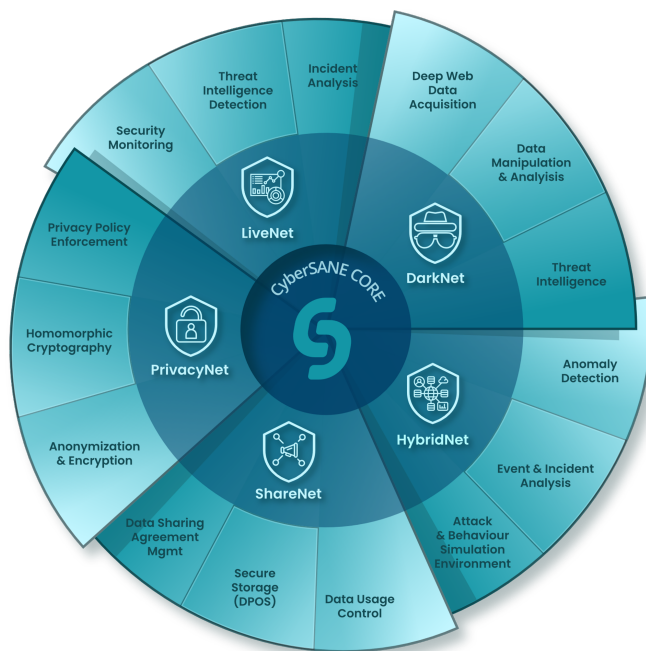 Incident
Analysis
Threat
Intelligence
Detection
Security
Monitoring
LiveNet
Deep Web
Data
Acquisition
Data
Manipulation
& Analyisis
Threat
Intelligence
DarkNet
CyberSANE CORE
Privacy Policy
Enforcement
Homomorphic
Cryptography
Anonymization
& Encryption
PrivacyNet
Anomaly
Detection
Event & Incident
Analysis
Attack
& Behaviour
Simulation
Environment
HybridNet
ShareNet
Data Sharing
Agreement
Mgmt
Secure
Storage
(DPOS)
Data Usage
Control